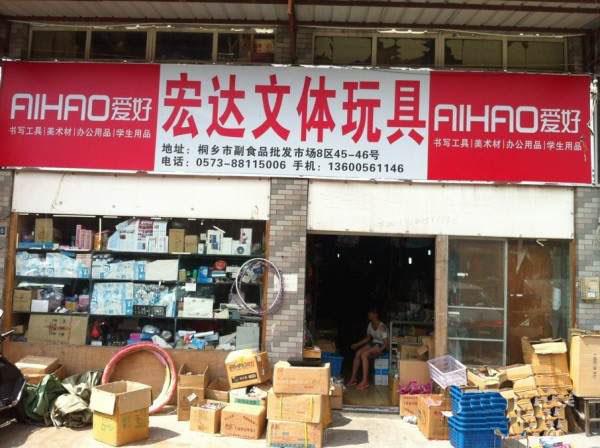 AIHAO爱好
书写工具|美术材|办公用品|学生用品
宏达文体玩具
地址：桐乡市副食品批发市场8区45-46号
电话：0573-88115006 手机：13600561146
AIHAO爱好
书写工具|美术材|办公用品|学生用品